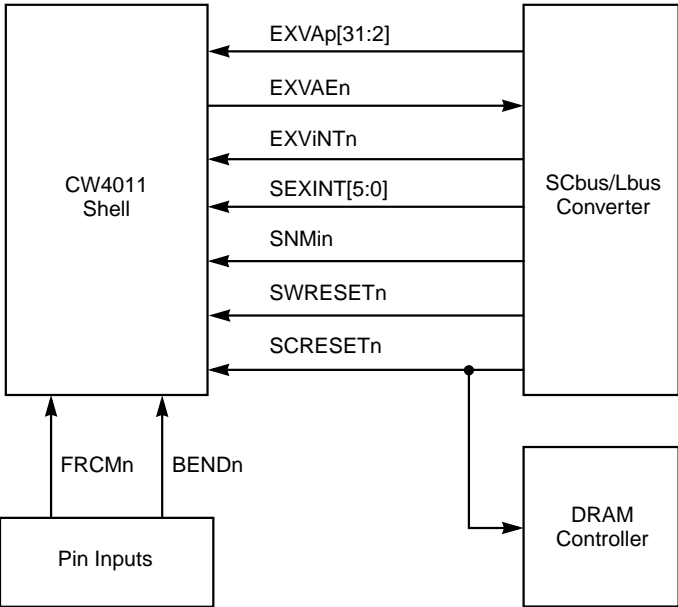 EXVAp[31:2]
EXVAEn
EXViNTn
CW4011
Shell
SEXINT[5:0]
SCbus/Lbus
Converter
SNMin
SWRESETn
SCRESETn
FRCMn
BENDn
Pin Inputs
DRAM
Controller